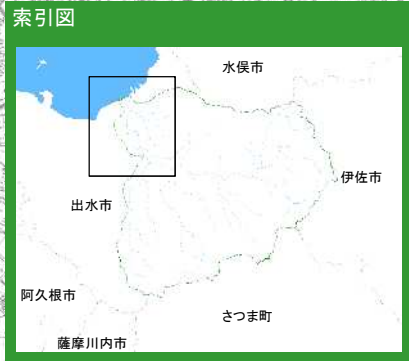 索引図
水俣市
伊佐市
出水市
阿久根市
さつま町
薩摩川内市